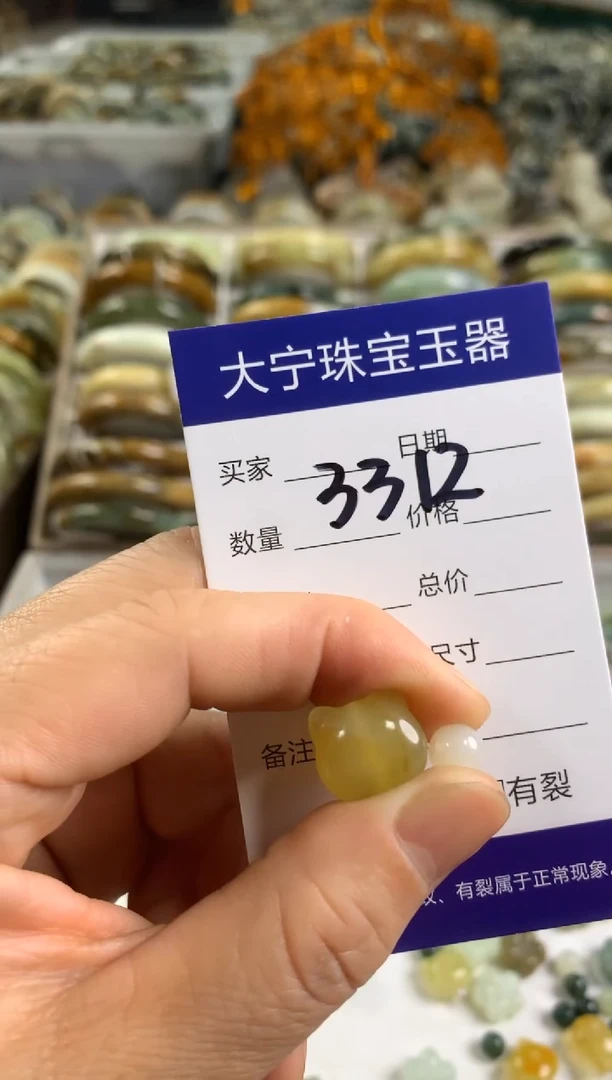 大宁珠宝玉器
买家 日期
3312
数量 价格
总价
尺寸
备注
有裂
、有裂属于正常现象